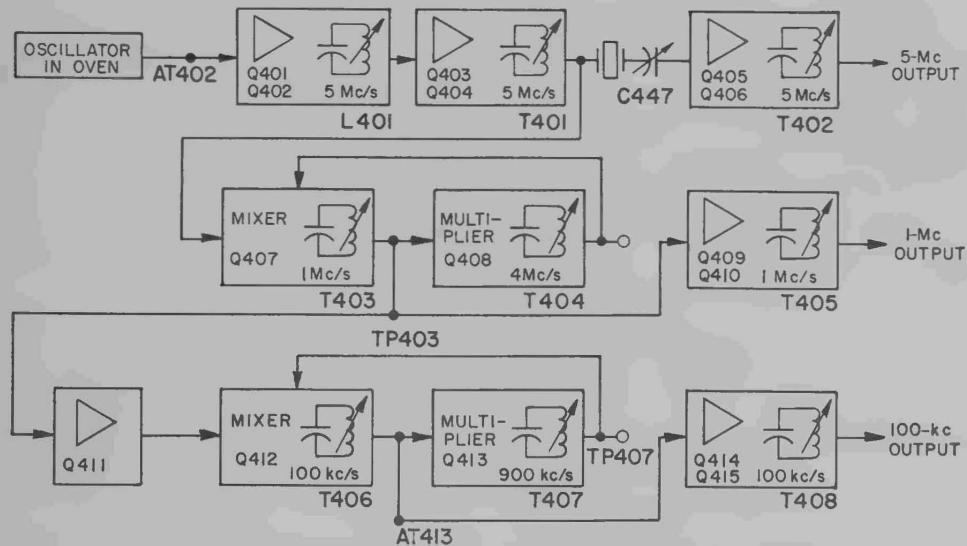 OSCILLATOR
IN OVEN
AT402
Q401
Q402
5 Mc/s
L401
Q403
Q404
5 Mc/s
T401
C447
Q405
Q406
5 Mc/s
T402
5-Mc
OUTPUT
MIXER
Q407
1Mc/s
T403
MULTI-
PLIER
Q408
4Mc/s
T404
Q409
Q410
1 Mc/s
T405
1-Mc
OUTPUT
TP403
Q411
MIXER
Q412
100 kc/s
T406
MULTI-
PLIER
Q413
900 kc/s
T407
TP407
Q414
Q415
100 kc/s
T408
100-kc
OUTPUT
AT413